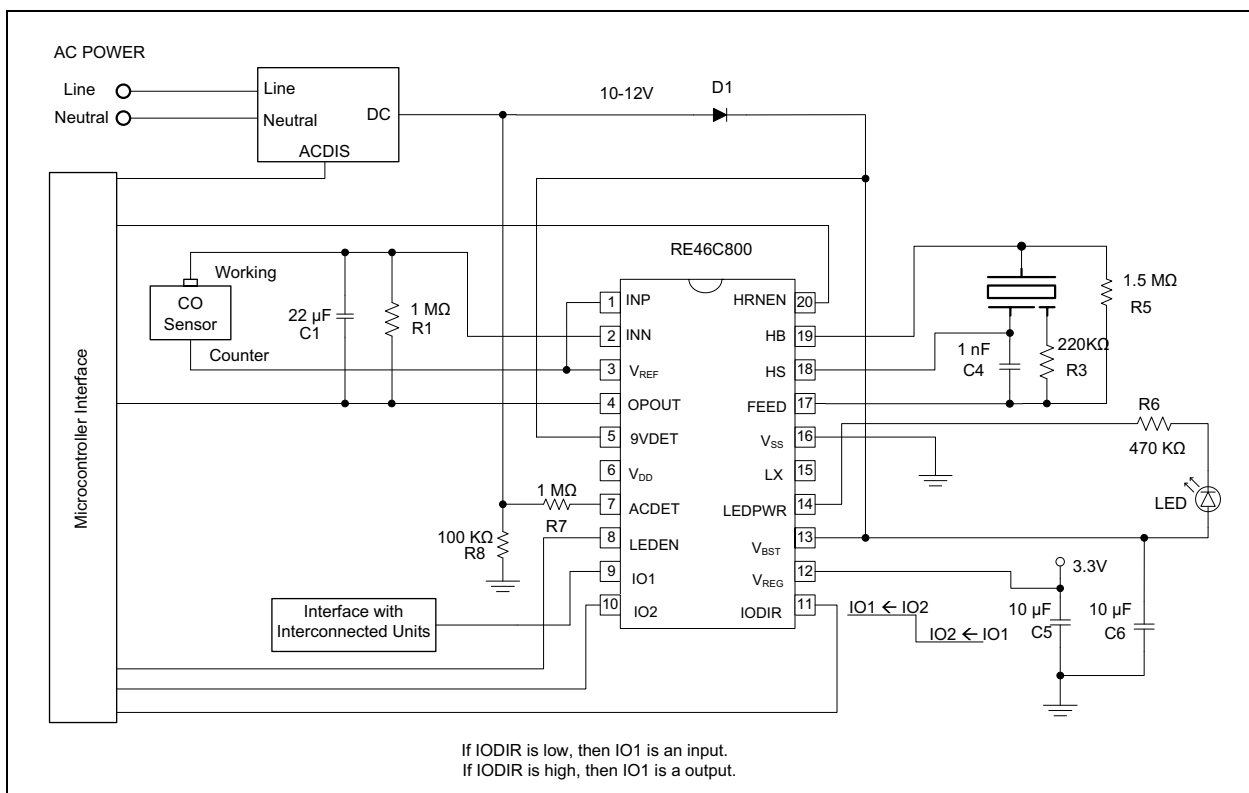 AC POWER
Line
Neutral
Line
Neutral
DC
ACDIS
10-12V
D1
Microcontroller Interface
Working
CO
Sensor
Counter
22 µF
C1
1 MΩ
R1
RE46C800
1 INP
2 INN
3 VREF
4 OPOUT
5 9VDET
6 VDD
7 ACDET
8 LEDEN
9 IO1
10 IO2
HRNEN 20
HB 19
HS 18
FEED 17
VSS 16
LX 15
LEDPWR 14
VBST 13
VREG 12
IODIR 11
1 MΩ
R7
100 KΩ
R8
Interface with
Interconnected Units
1.5 MΩ
R5
1 nF
C4
220KΩ
R3
R6
470 KΩ
LED
3.3V
10 µF
C5
10 µF
C6
IO1 ← IO2
IO2 ← IO1
If IODIR is low, then IO1 is an input.
If IODIR is high, then IO1 is a output.